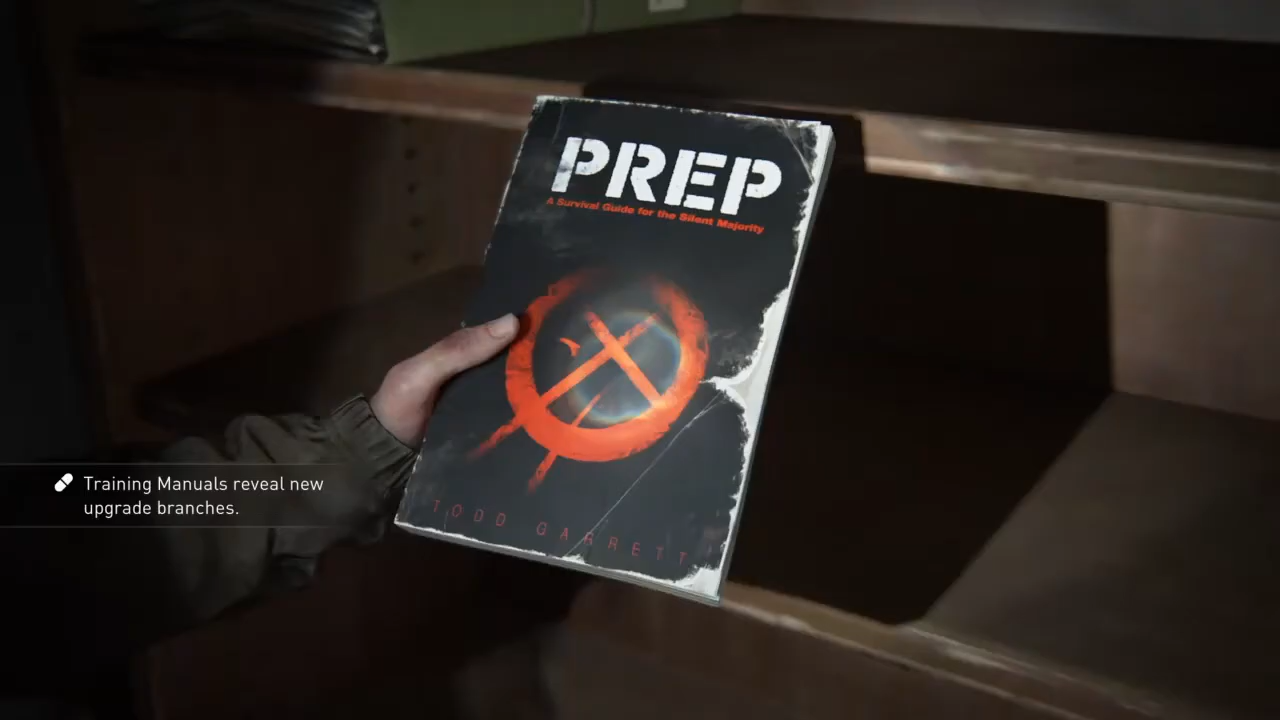 PREP
A Survival Guide for the Silent Majority
TODD GARRETT
Training Manuals reveal new
upgrade branches.